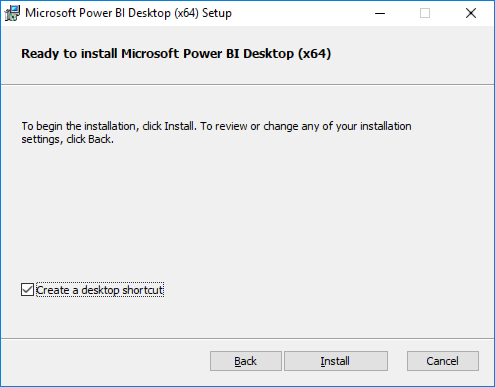 Microsoft Power BI Desktop (x64) Setup
Ready to install Microsoft Power BI Desktop (x64)
To begin the installation, click Install. To review or change any of your installation
settings, click Back.
Create a desktop shortcut
Back Install Cancel